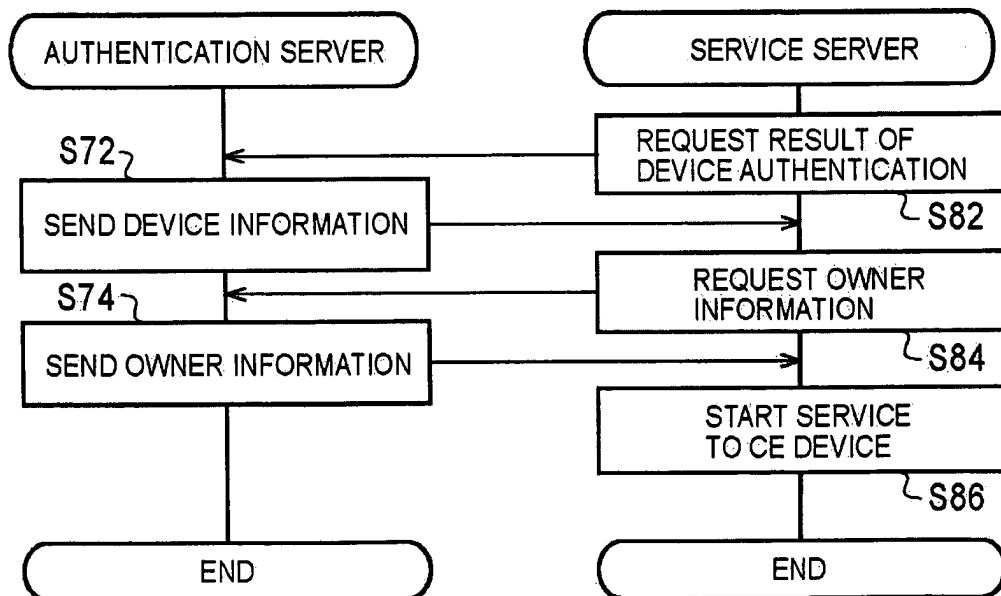 AUTHENTICATION SERVER
SERVICE SERVER
REQUEST RESULT OF
DEVICE AUTHENTICATION
S82
S72
SEND DEVICE INFORMATION
REQUEST OWNER
INFORMATION
S84
S74
SEND OWNER INFORMATION
START SERVICE
TO CE DEVICE
S86
END
END